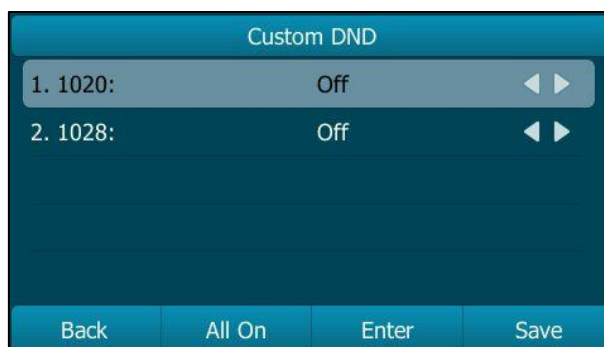 Custom DND
1. 1020: Off
2. 1028: Off
Back All On Enter Save